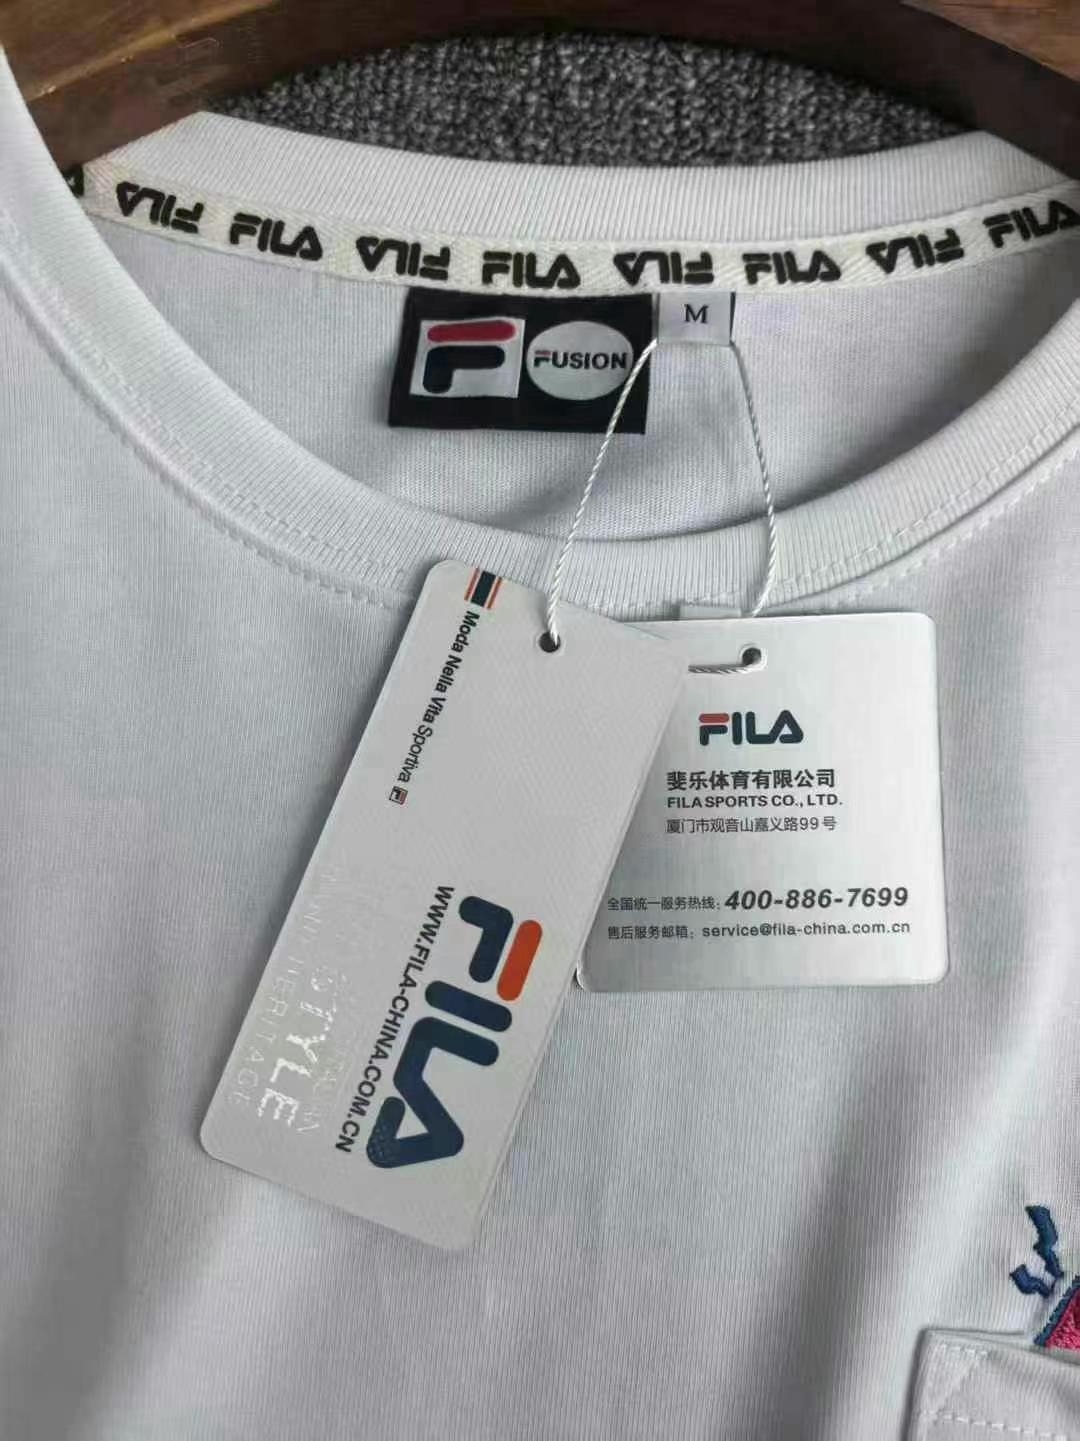 FILA FILA FILA FILA FILA FILA FILA FILA
F FUSION
M
Moda Nella Vita Sportiva F
FILA
WWW.FILA-CHINA.COM.CN
STYLE
HERITAGE
FILA
斐乐体育有限公司
FILA SPORTS CO., LTD.
厦门市观音山嘉义路99号
全国统一服务热线：400-886-7699
售后服务邮箱：service@fila-china.com.cn